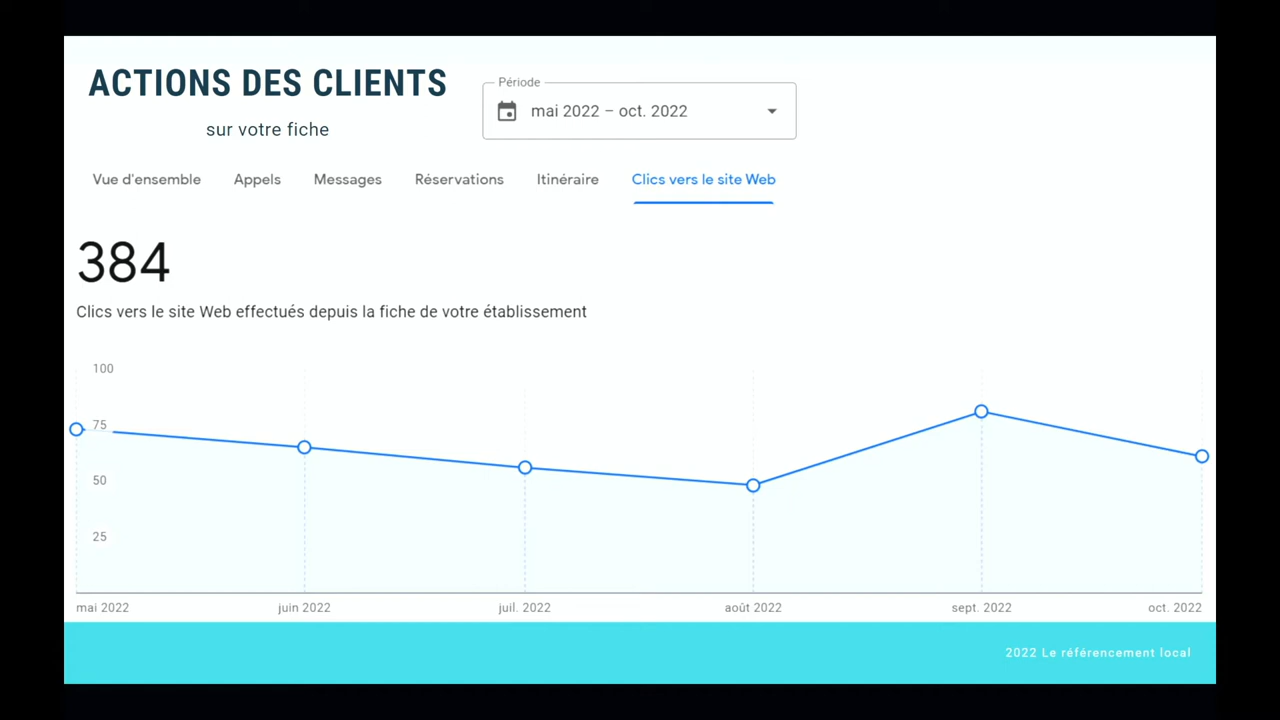 ACTIONS DES CLIENTS
sur votre fiche
Période
mai 2022 – oct. 2022
Vue d'ensemble Appels Messages Réservations Itinéraire Clics vers le site Web
384
Clics vers le site Web effectués depuis la fiche de votre établissement
100
75
50
25
mai 2022 juin 2022 juil. 2022 août 2022 sept. 2022 oct. 2022
2022 Le référencement local